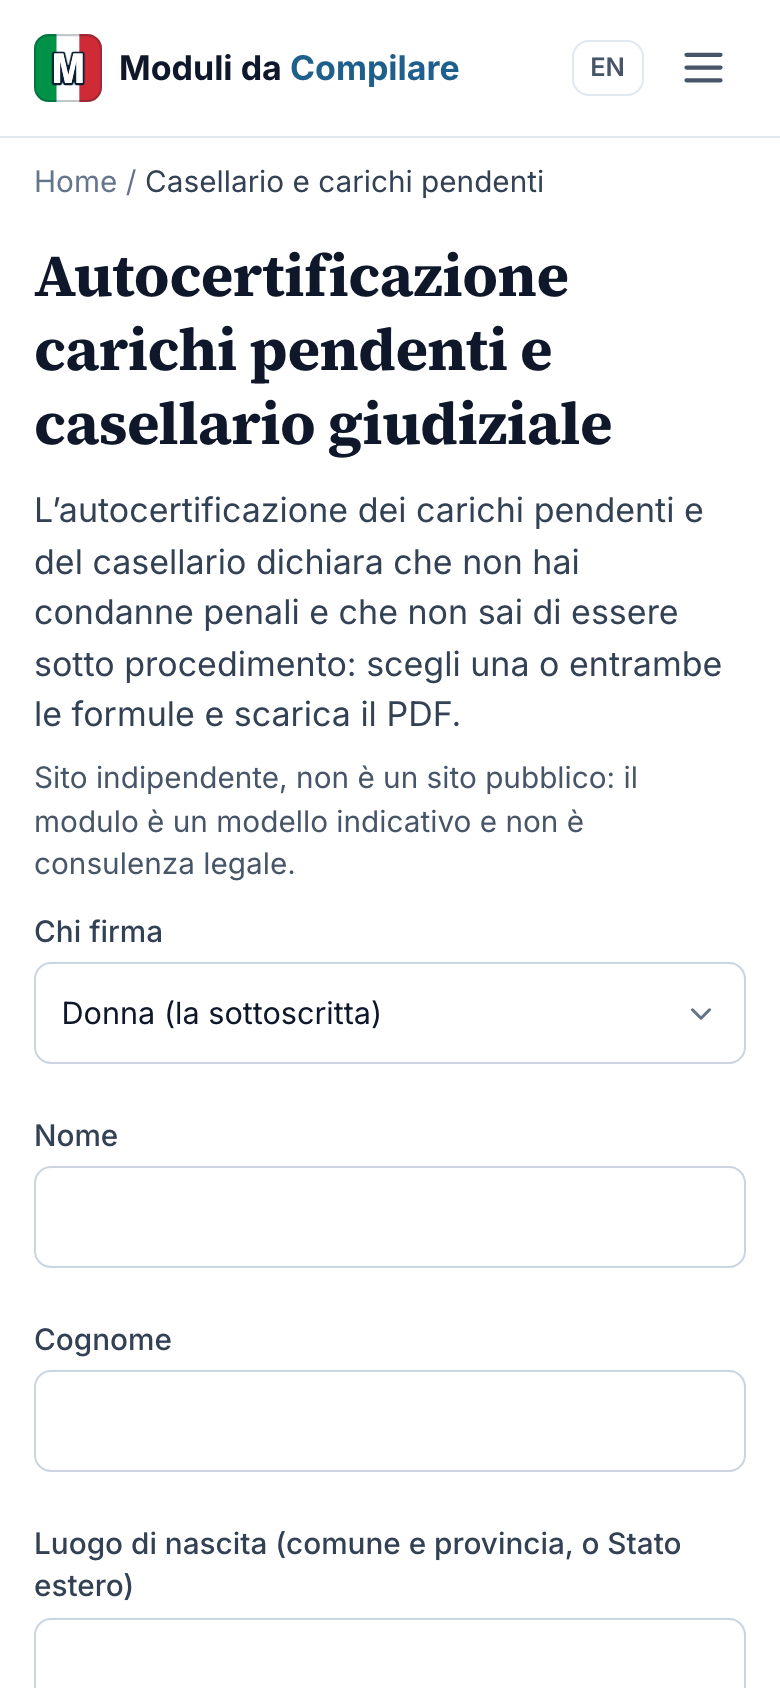 M
Moduli da Compilare
EN
Home / Casellario e carichi pendenti
Autocertificazione
carichi pendenti e
casellario giudiziale
L’autocertificazione dei carichi pendenti e
del casellario dichiara che non hai
condanne penali e che non sai di essere
sotto procedimento: scegli una o entrambe
le formule e scarica il PDF.
Sito indipendente, non è un sito pubblico: il
modulo è un modello indicativo e non è
consulenza legale.
Chi firma
Donna (la sottoscritta)
Nome
Cognome
Luogo di nascita (comune e provincia, o Stato
estero)